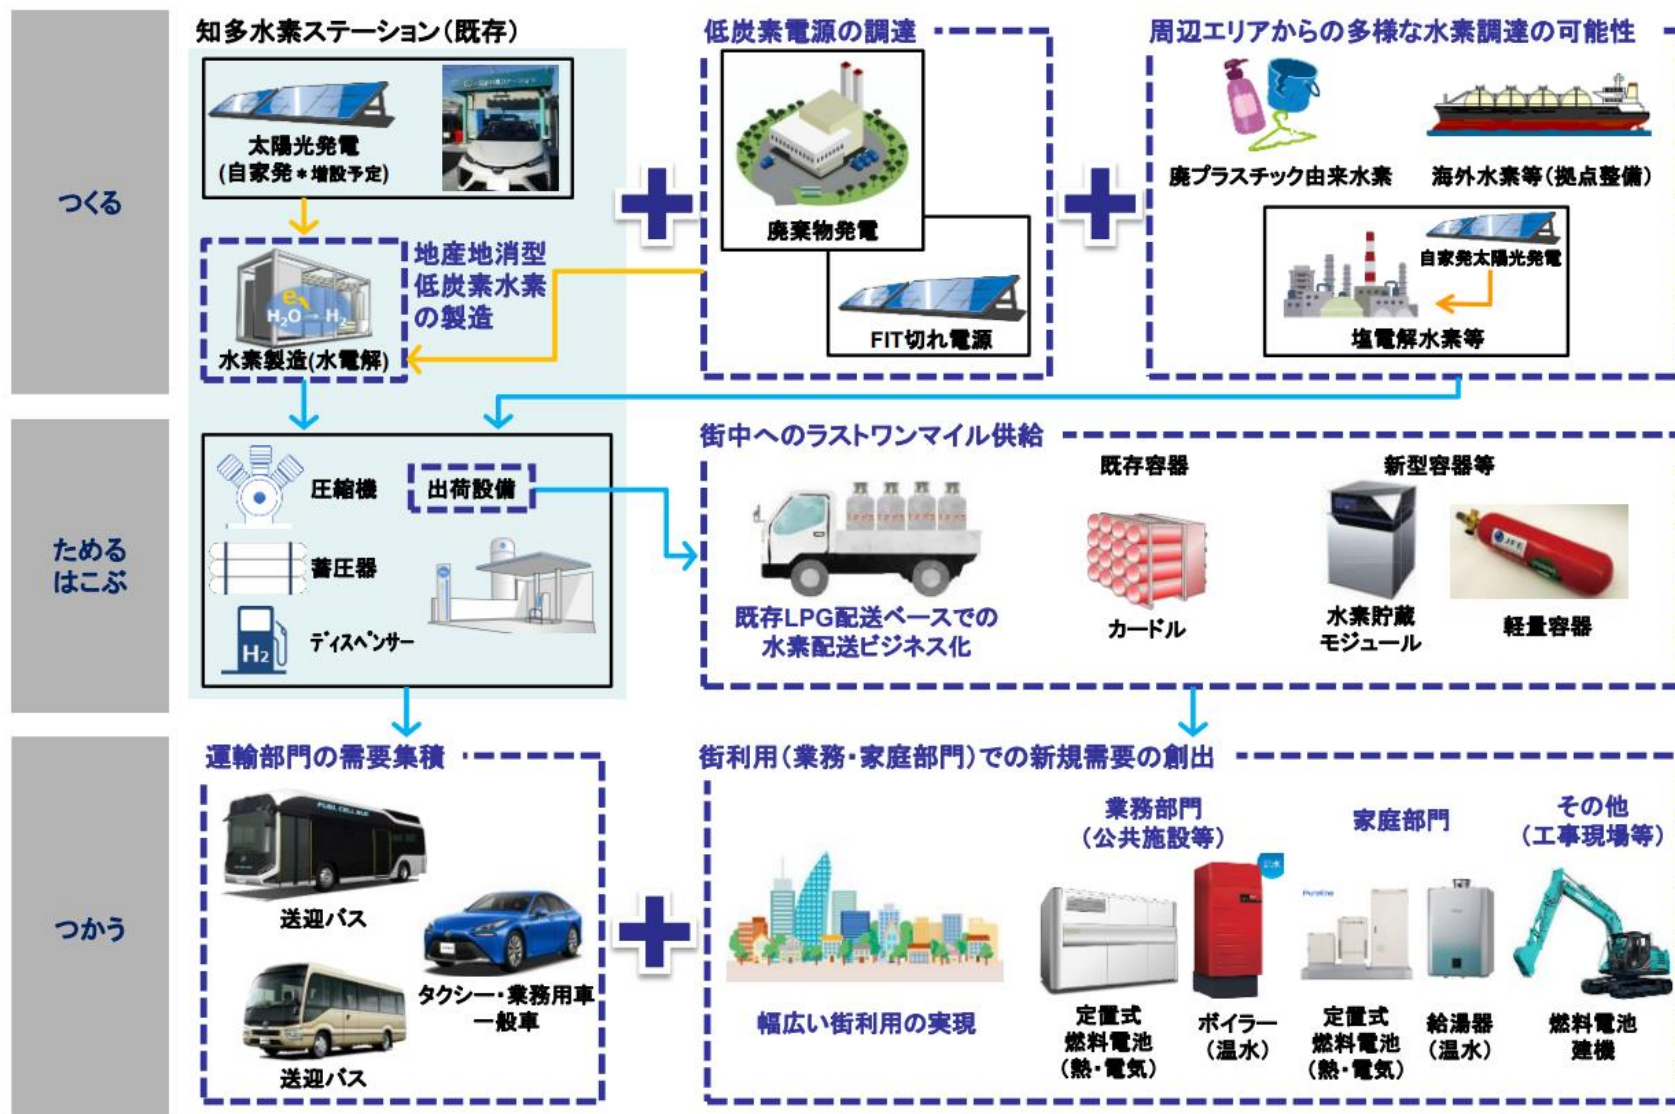 つくる
知多水素ステーション(既存)
太陽光発電
(自家発*増設予定)
地産地消型
低炭素水素
の製造
e
H2O→H2
水素製造(水電解)
低炭素電源の調達
廃棄物発電
FIT切れ電源
周辺エリアからの多様な水素調達の可能性
廃プラスチック由来水素
海外水素等(拠点整備)
自家発太陽光発電
塩電解水素等
ためる
はこぶ
圧縮機
出荷設備
蓄圧器
H2
ディスペンサー
街中へのラストワンマイル供給
既存LPG配送ベースでの
水素配送ビジネス化
既存容器
カードル
新型容器等
水素貯蔵
モジュール
JFE
軽量容器
つかう
運輸部門の需要集積
FUEL CELL BUS
送迎バス
タクシー・業務用車
一般車
送迎バス
街利用(業務・家庭部門)での新規需要の創出
幅広い街利用の実現
業務部門
(公共施設等)
定置式
燃料電池
(熱・電気)
ボイラー
(温水)
家庭部門
PureEne
定置式
燃料電池
(熱・電気)
給湯器
(温水)
その他
(工事現場等)
燃料電池
建機